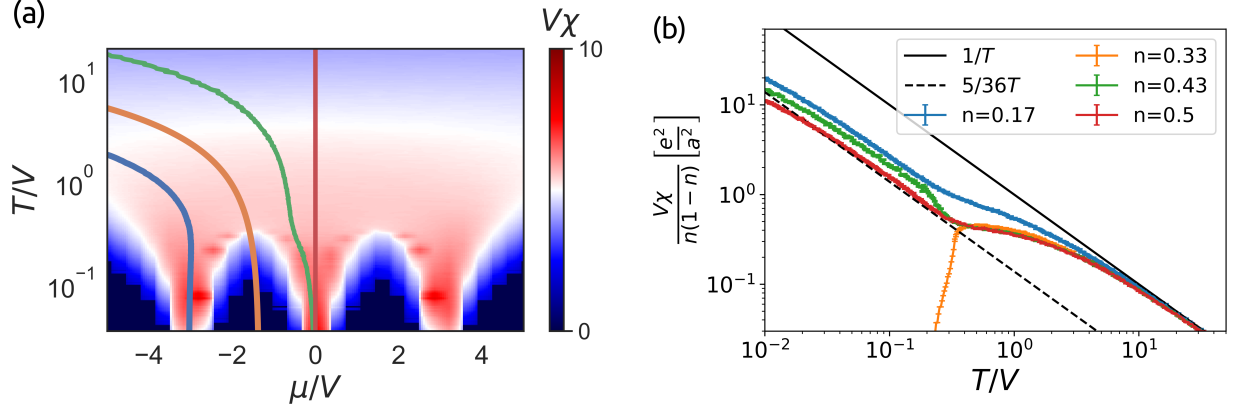 (a)
Vχ
10
0
10¹
10⁰
10⁻¹
T/V
−4 −2 0 2 4
μ/V
(b)
1/T
5/36T
n=0.17
n=0.33
n=0.43
n=0.5
10¹
10⁰
10⁻¹
Vχ/n(1 − n) [e²/a²]
10⁻² 10⁻¹ 10⁰ 10¹
T/V